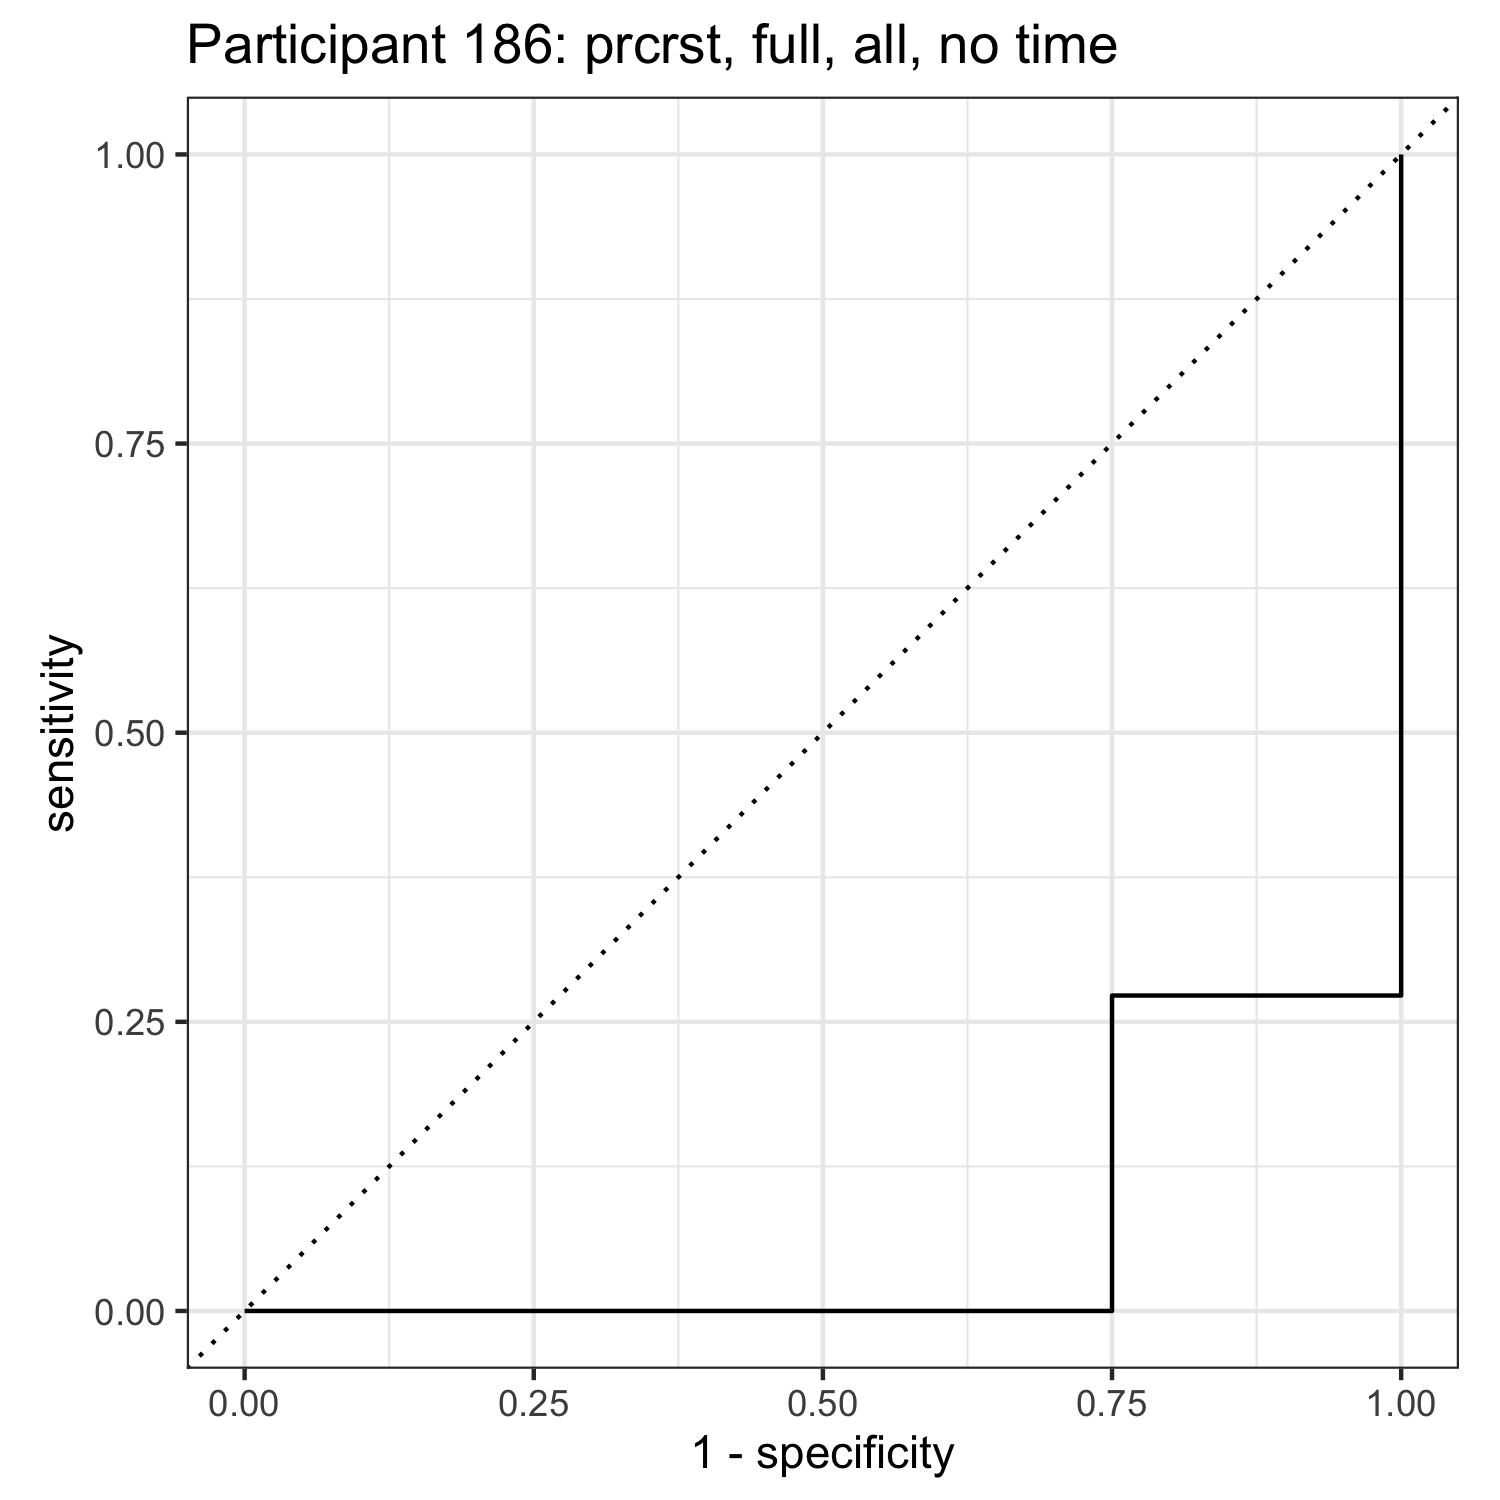 Participant 186: prcrst, full, all, no time
sensitivity
1.00
0.75
0.50
0.25
0.00
0.00 0.25 0.50 0.75 1.00
1 - specificity